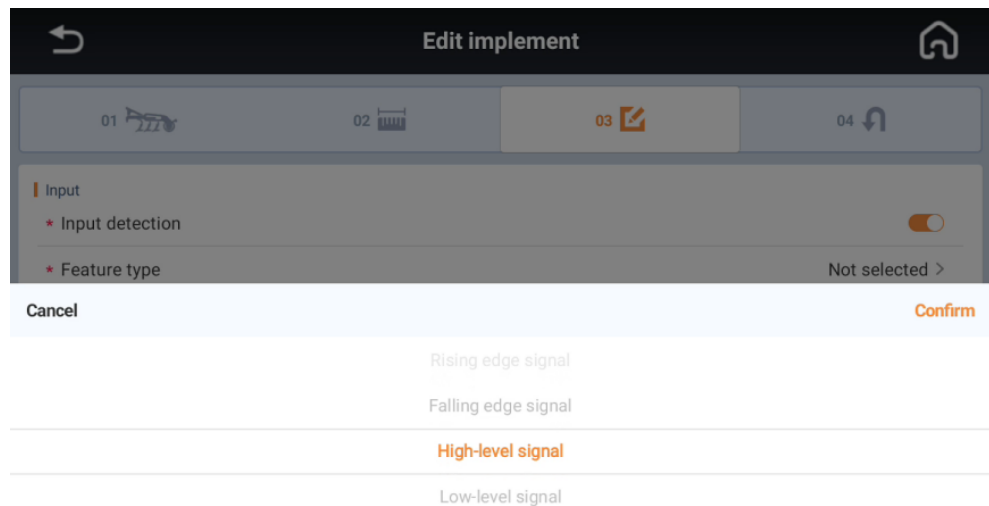 Edit implement
01
02
03
04
Input
* Input detection
* Feature type Not selected >
Cancel Confirm
Rising edge signal
Falling edge signal
High-level signal
Low-level signal